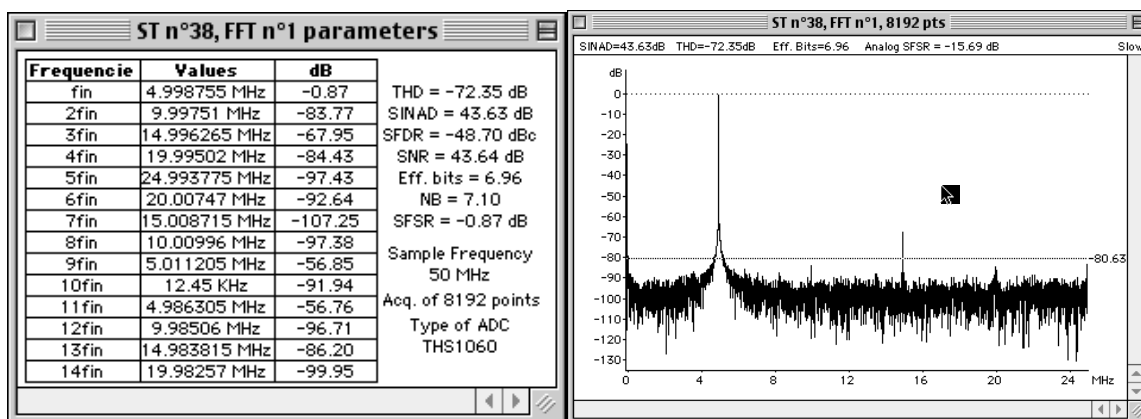 ST n°38, FFT n°1 parameters
Frequencie Values dB
fin 4.998755 MHz -0.87
2fin 9.99751 MHz -83.77
3fin 14.996265 MHz -67.95
4fin 19.99502 MHz -84.43
5fin 24.993775 MHz -97.43
6fin 20.00747 MHz -92.64
7fin 15.008715 MHz -107.25
8fin 10.00996 MHz -97.38
9fin 5.011205 MHz -56.85
10fin 12.45 KHz -91.94
11fin 4.986305 MHz -56.76
12fin 9.98506 MHz -96.71
13fin 14.983815 MHz -86.20
14fin 19.98257 MHz -99.95
THD = -72.35 dB
SINAD = 43.63 dB
SFDR = -48.70 dBc
SNR = 43.64 dB
Eff. bits = 6.96
NB = 7.10
SFSR = -0.87 dB
Sample Frequency
50 MHz
Acq. of 8192 points
Type of ADC
THS1060
ST n°38, FFT n°1, 8192 pts
SINAD=43.63dB THD=-72.35dB Eff. Bits=6.96 Analog SFSR = -15.69 dB Slow
dB
0
-10
-20
-30
-40
-50
-60
-70
-80
-80.63
-90
-100
-110
-120
-130
0 4 8 12 16 20 24 MHz